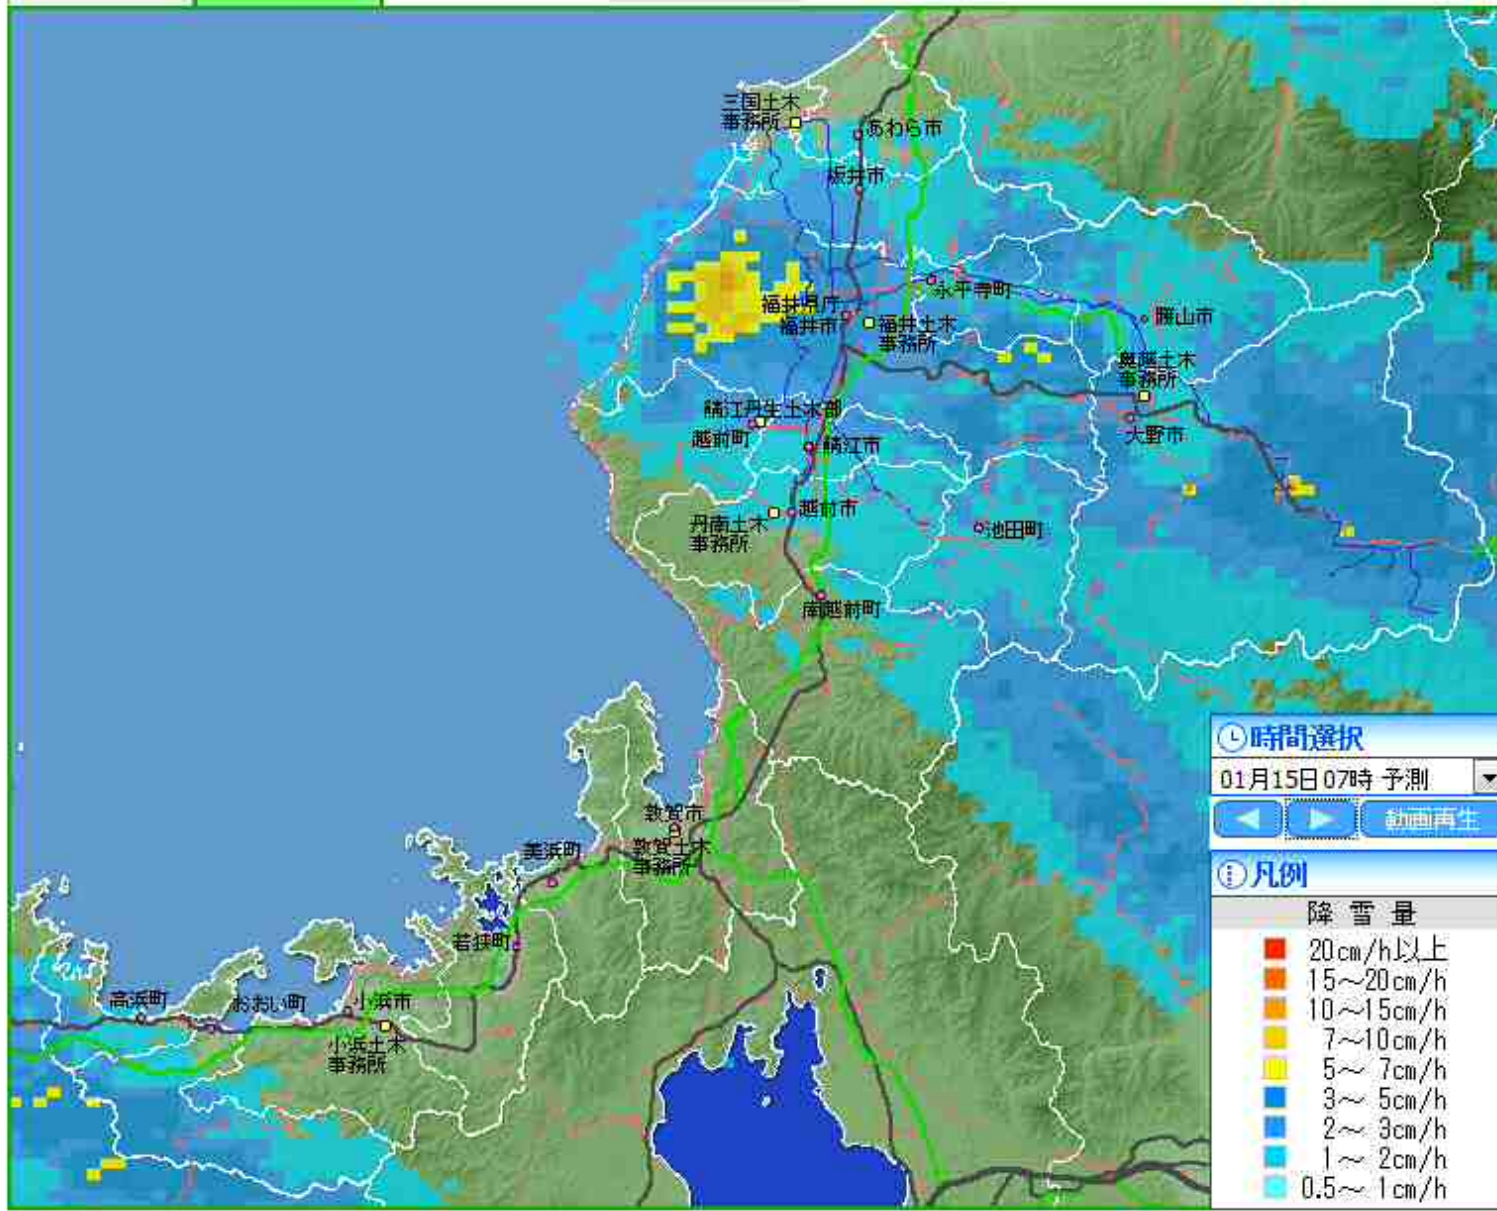 三国土木
事務所
あわら市
坂井市
永平寺町
福井県庁
福井市
福井土木
事務所
勝山市
奥越土木
事務所
大野市
鯖江丹生土木部
越前町
鯖江市
越前市
丹南土木
事務所
池田町
南越前町
敦賀市
敦賀土木
事務所
美浜町
若狭町
高浜町
おおい町
小浜市
小浜土木
事務所
時間選択
01月15日07時 予測
動画再生
凡例
降 雪 量
20cm/h以上
15～20cm/h
10～15cm/h
7～10cm/h
5～ 7cm/h
3～ 5cm/h
2～ 3cm/h
1～ 2cm/h
0.5～ 1cm/h